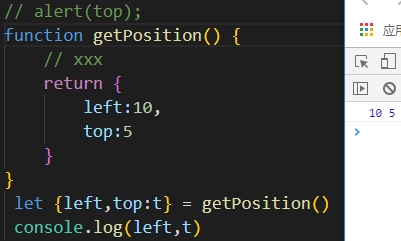 // alert(top);
function getPosition() {
    // xxx
    return {
        left:10,
        top:5
    }
}
 let {left,top:t} = getPosition()
 console.log(left,t)
应用
10 5
>